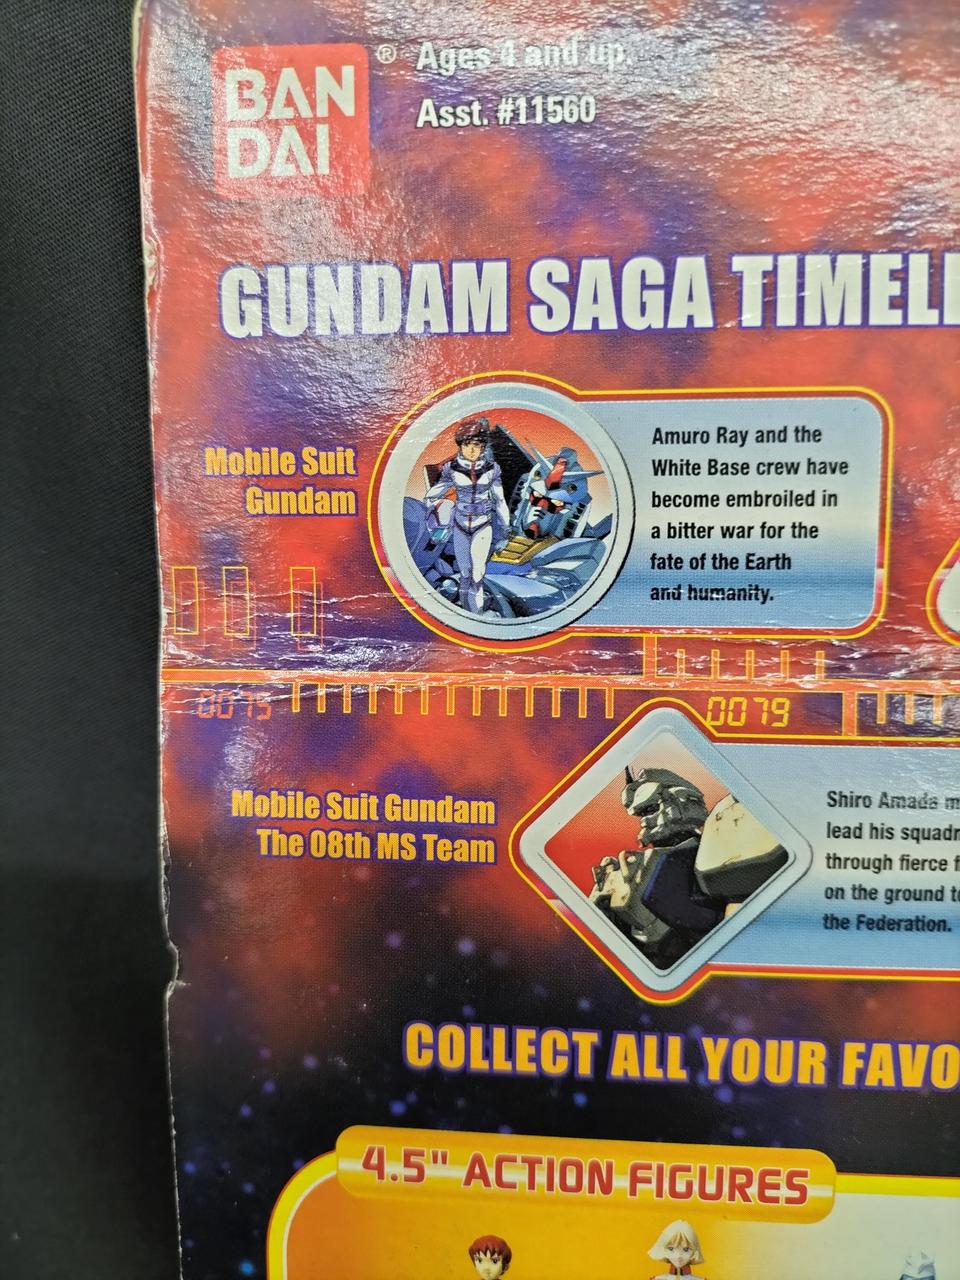 BAN
DAI
®
Ages 4 and up.
Asst. #11560
GUNDAM SAGA
Mobile Suit
Gundam
Amuro Ray and the
White Base crew have
become embroiled in
a bitter war for the
fate of the Earth
and humanity.
0075
0079
Mobile Suit Gundam
The 08th MS Team
Shiro Amada
lead his
through fierce
on the ground
the Federation.
COLLECT ALL YOUR
4.5" ACTION FIGURES